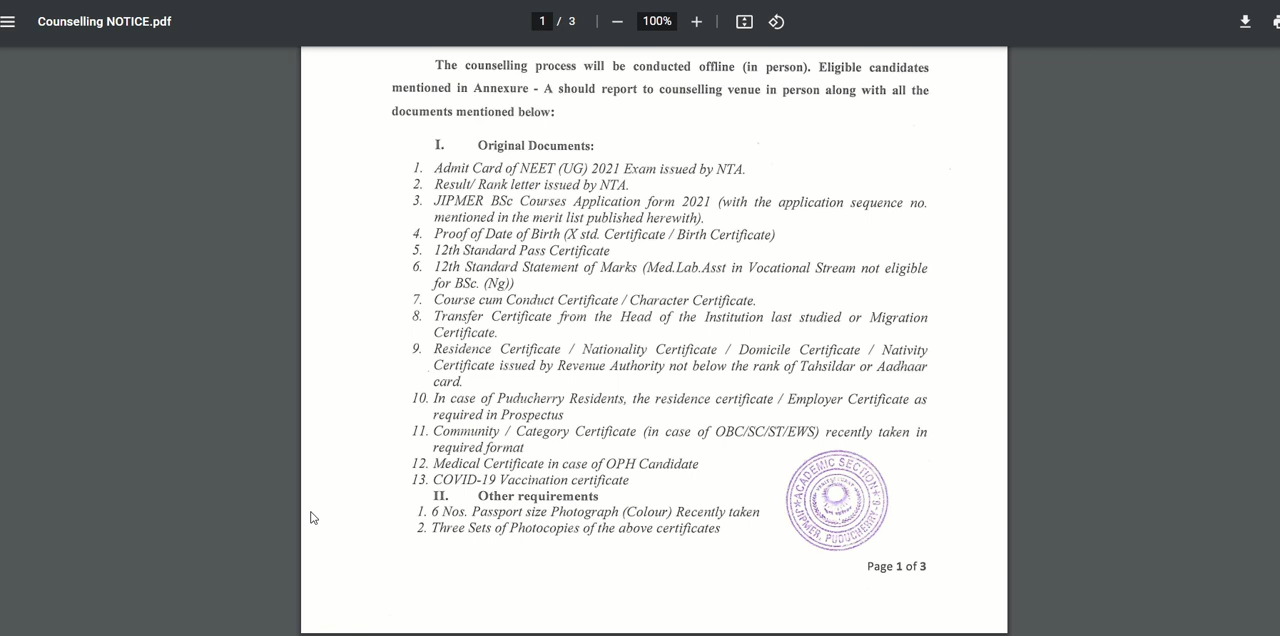 Counselling NOTICE.pdf
1 / 3
100%
The counselling process will be conducted offline (in person). Eligible candidates
mentioned in Annexure - A should report to counselling venue in person along with all the
documents mentioned below:
I. Original Documents:
1. Admit Card of NEET (UG) 2021 Exam issued by NTA.
2. Result/ Rank letter issued by NTA.
3. JIPMER BSc Courses Application form 2021 (with the application sequence no.
mentioned in the merit list published herewith).
4. Proof of Date of Birth (X std. Certificate / Birth Certificate)
5. 12th Standard Pass Certificate
6. 12th Standard Statement of Marks (Med.Lab.Asst in Vocational Stream not eligible
for BSc. (Ng))
7. Course cum Conduct Certificate / Character Certificate.
8. Transfer Certificate from the Head of the Institution last studied or Migration
Certificate.
9. Residence Certificate / Nationality Certificate / Domicile Certificate / Nativity
Certificate issued by Revenue Authority not below the rank of Tahsildar or Aadhaar
card.
10. In case of Puducherry Residents, the residence certificate / Employer Certificate as
required in Prospectus
11. Community / Category Certificate (in case of OBC/SC/ST/EWS) recently taken in
required format
12. Medical Certificate in case of OPH Candidate
13. COVID-19 Vaccination certificate
II. Other requirements
1. 6 Nos. Passport size Photograph (Colour) Recently taken
2. Three Sets of Photocopies of the above certificates
ACADEMIC SECTION
JIPMER, PUDUCHERRY
Page 1 of 3